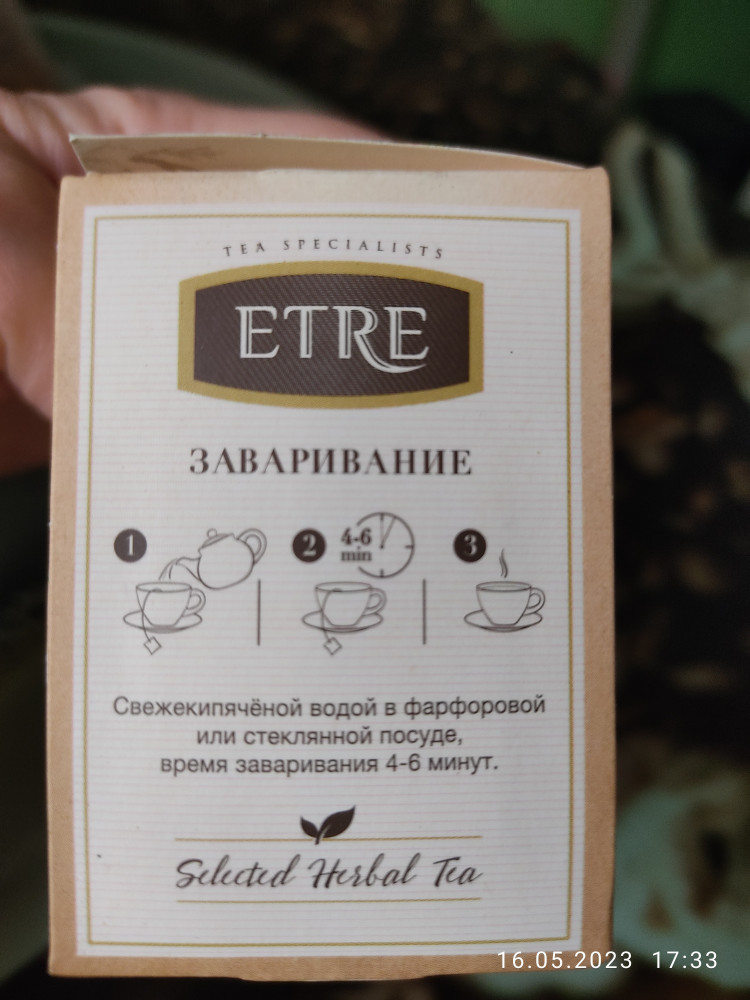 TEA SPECIALISTS
ETRE
ЗАВАРИВАНИЕ
1
2
4-6
min
3
Свежекипячёной водой в фарфоровой
или стеклянной посуде,
время заваривания 4-6 минут.
Selected Herbal Tea
16.05.2023 17:33